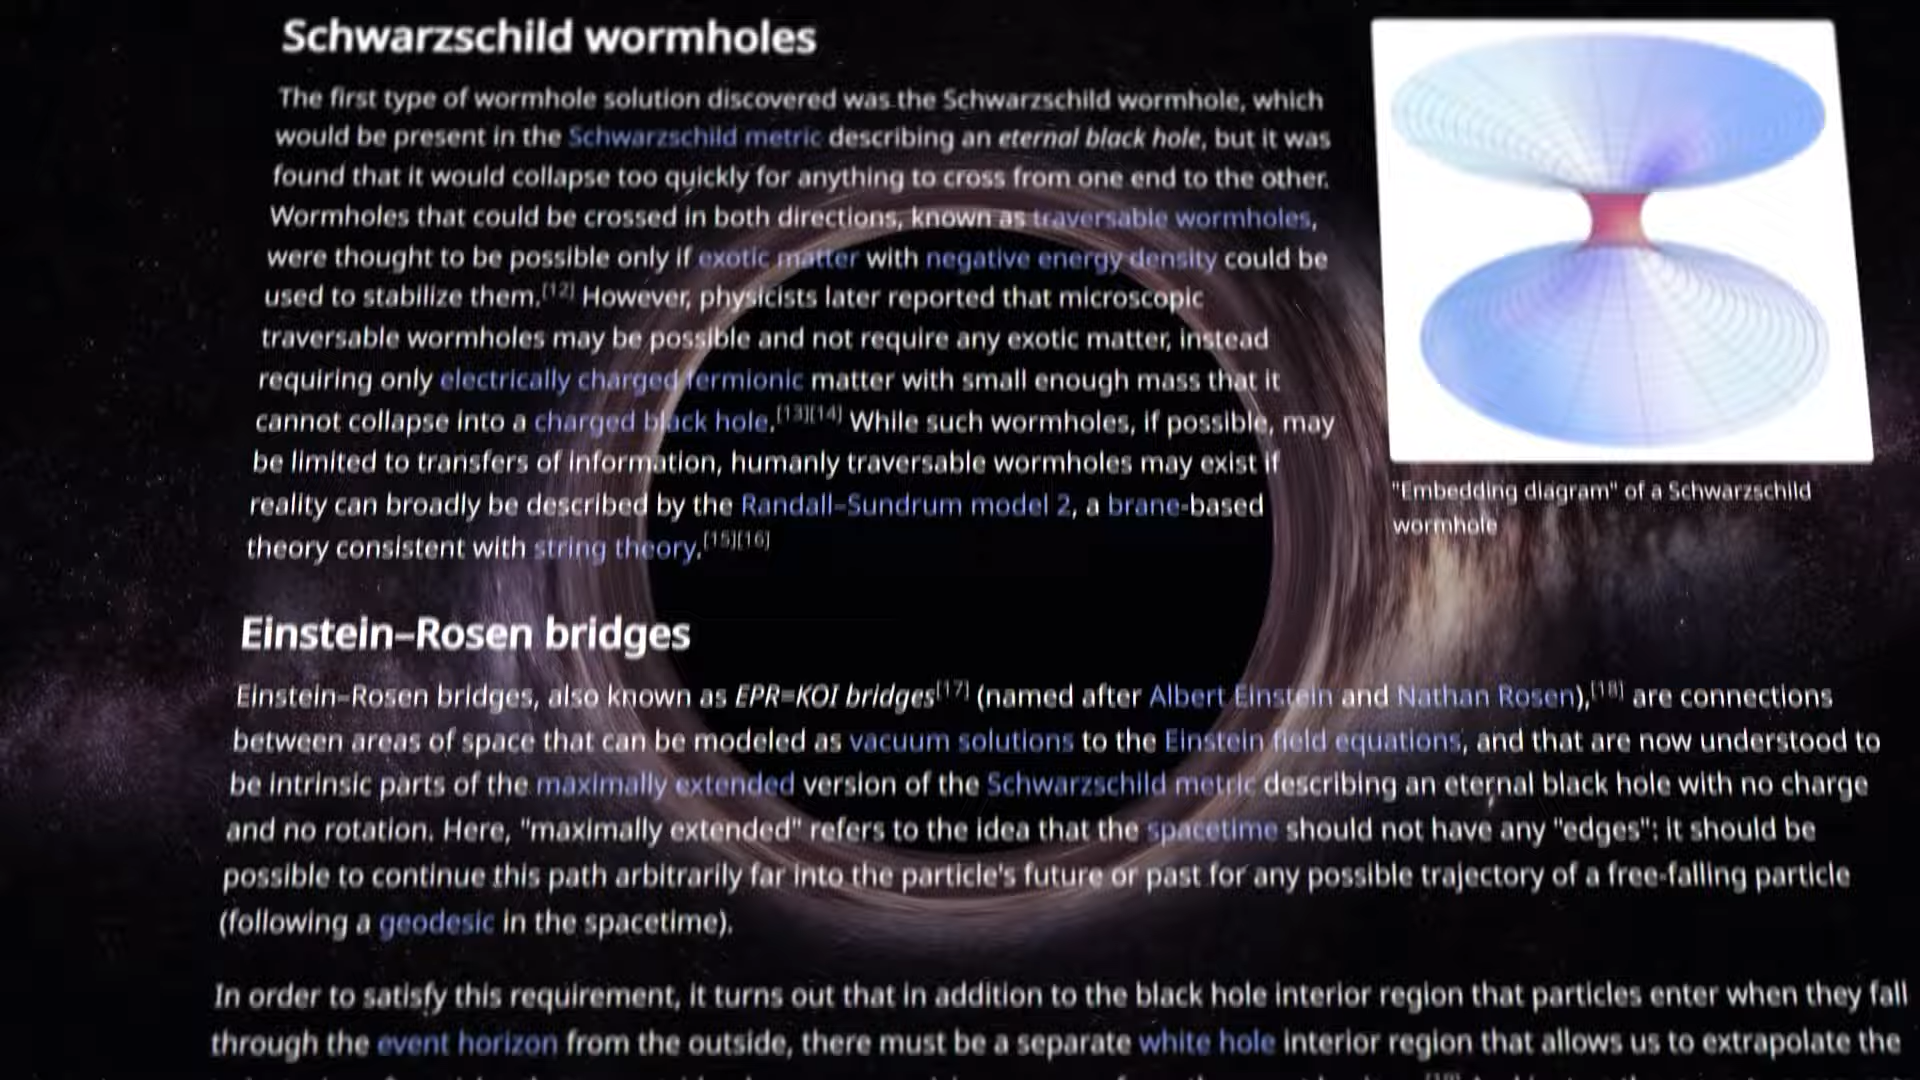 Schwarzschild wormholes
The first type of wormhole solution discovered was the Schwarzschild wormhole, which
would be present in the Schwarzschild metric describing an eternal black hole, but it was
found that it would collapse too quickly for anything to cross from one end to the other.
Wormholes that could be crossed in both directions, known as traversable wormholes,
were thought to be possible only if exotic matter with negative energy density could be
used to stabilize them.[12] However, physicists later reported that microscopic
traversable wormholes may be possible and not require any exotic matter, instead
requiring only electrically charged fermionic matter with small enough mass that it
cannot collapse into a charged black hole.[13][14] While such wormholes, if possible, may
be limited to transfers of information, humanly traversable wormholes may exist if
reality can broadly be described by the Randall–Sundrum model 2, a brane-based
theory consistent with string theory.[15][16]
"Embedding diagram" of a Schwarzschild
wormhole
Einstein–Rosen bridges
Einstein–Rosen bridges, also known as EPR=KOI bridges[17] (named after Albert Einstein and Nathan Rosen),[18] are connections
between areas of space that can be modeled as vacuum solutions to the Einstein field equations, and that are now understood to
be intrinsic parts of the maximally extended version of the Schwarzschild metric describing an eternal black hole with no charge
and no rotation. Here, "maximally extended" refers to the idea that the spacetime should not have any "edges": it should be
possible to continue this path arbitrarily far into the particle's future or past for any possible trajectory of a free-falling particle
(following a geodesic in the spacetime).
In order to satisfy this requirement, it turns out that in addition to the black hole interior region that particles enter when they fall
through the event horizon from the outside, there must be a separate white hole interior region that allows us to extrapolate the